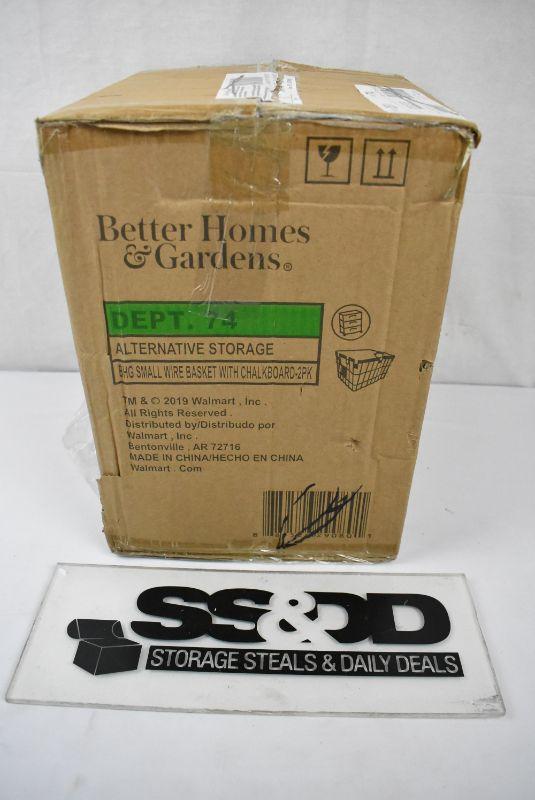 Better Homes
& Gardens®
DEPT. 74
ALTERNATIVE STORAGE
BHG SMALL WIRE BASKET WITH CHALKBOARD-2PK
TM & © 2019 Walmart , Inc .
All Rights Reserved .
Distributed by/Distribudo por
Walmart , Inc .
Bentonville , AR 72716
MADE IN CHINA/HECHO EN CHINA
Walmart . Com
SS&DD
STORAGE STEALS & DAILY DEALS